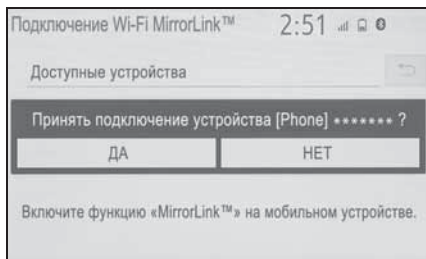 Подключение Wi-Fi MirrorLink™ 2:51
Доступные устройства
Принять подключение устройства [Phone] ******* ?
ДА НЕТ
Включите функцию «MirrorLink™» на мобильном устройстве.